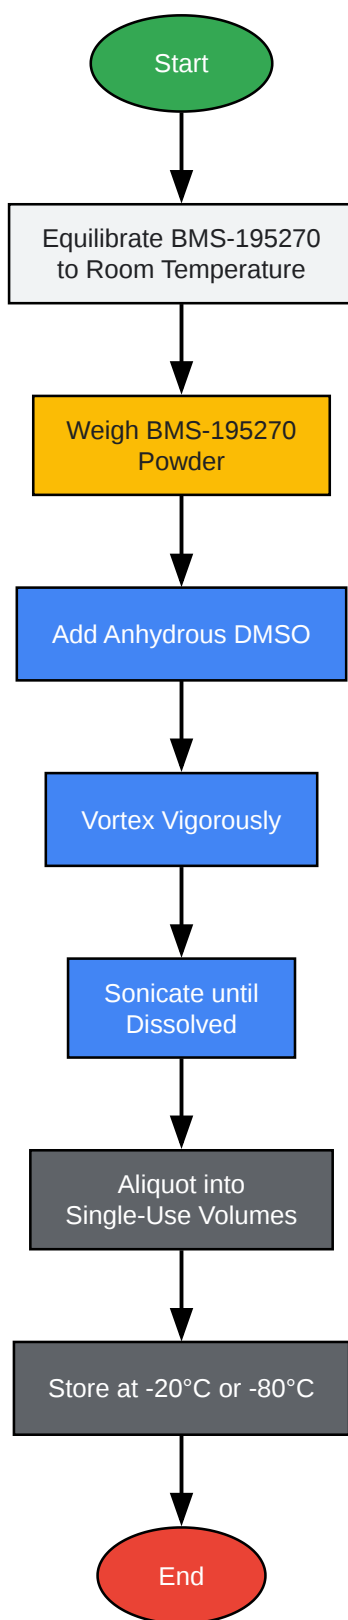 Start
Equilibrate BMS-195270
to Room Temperature
Weigh BMS-195270
Powder
Add Anhydrous DMSO
Vortex Vigorously
Sonicate until
Dissolved
Aliquot into
Single-Use Volumes
Store at -20°C or -80°C
End